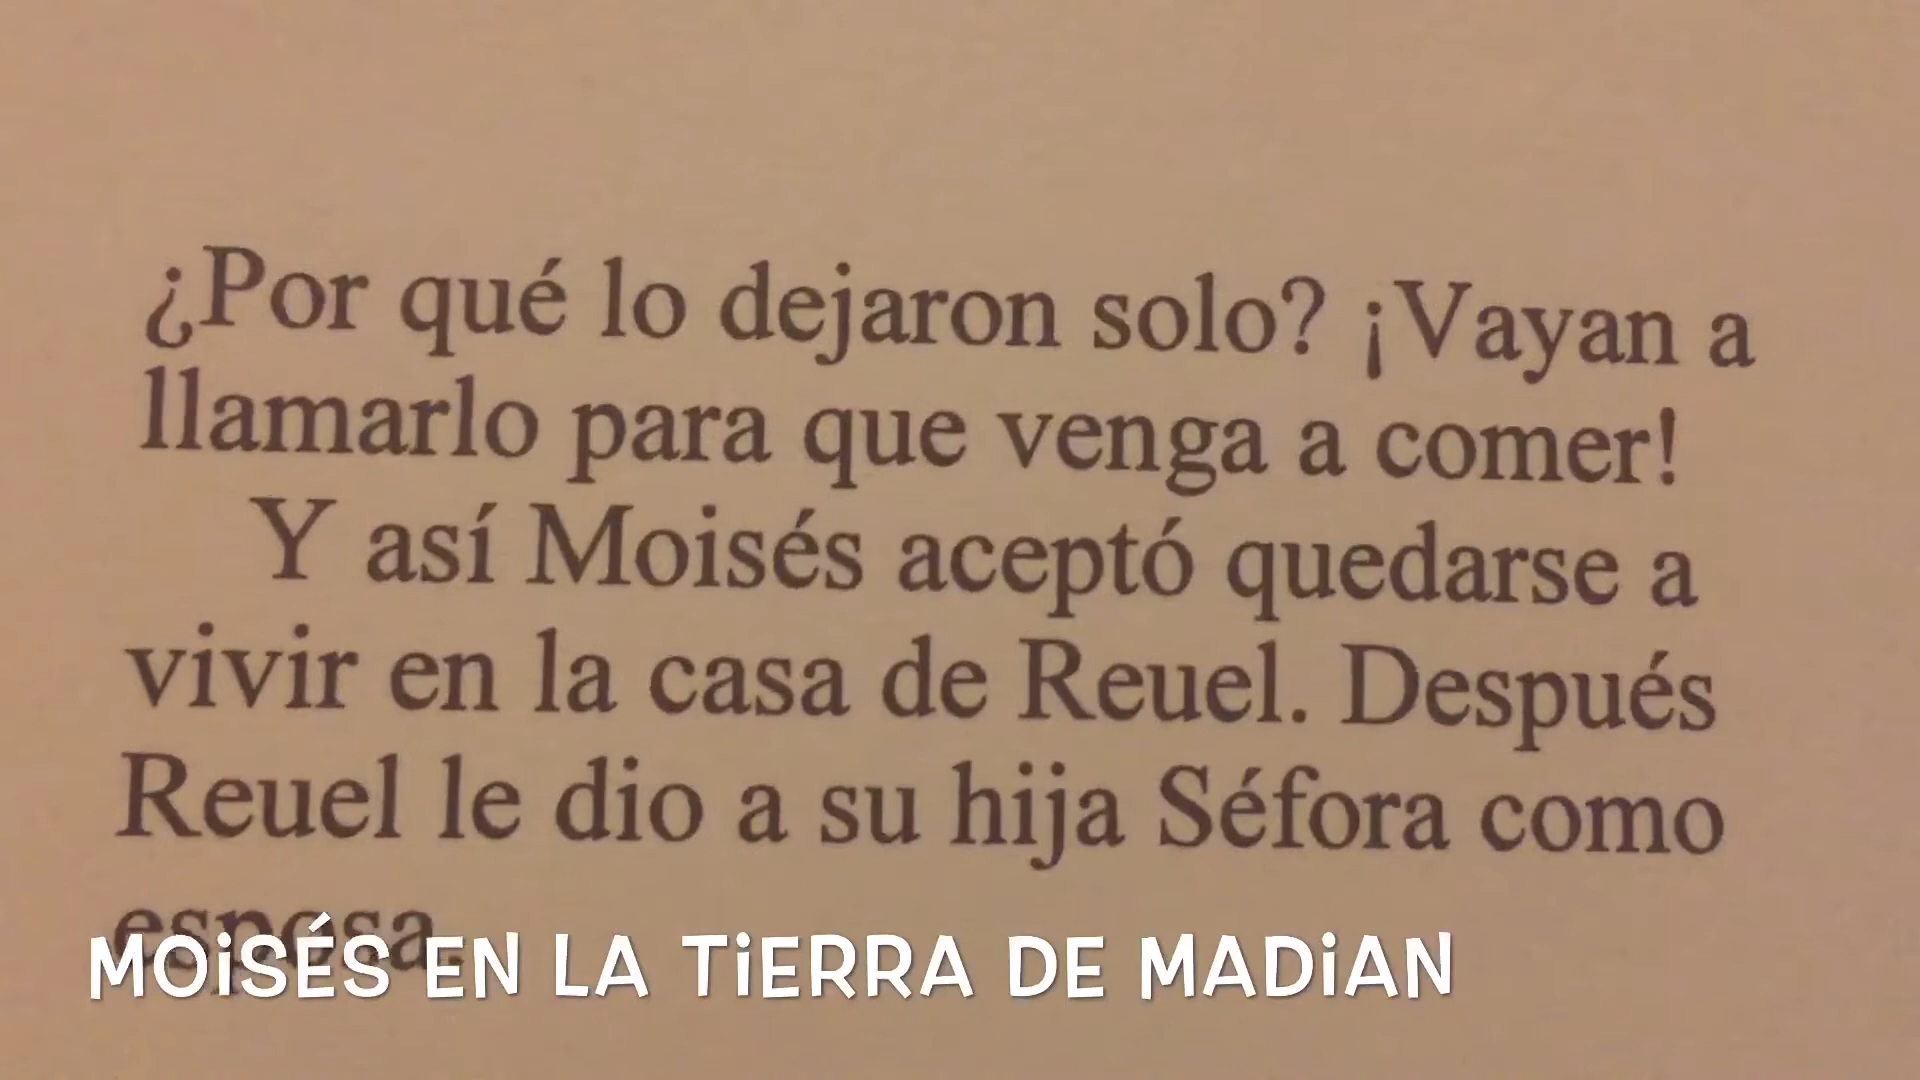 ¿Por qué lo dejaron solo? ¡Vayan a
llamarlo para que venga a comer!
Y así Moisés aceptó quedarse a
vivir en la casa de Reuel. Después
Reuel le dio a su hija Séfora como
esposa.
MOiSÉS EN LA TiERRA DE MADiAN